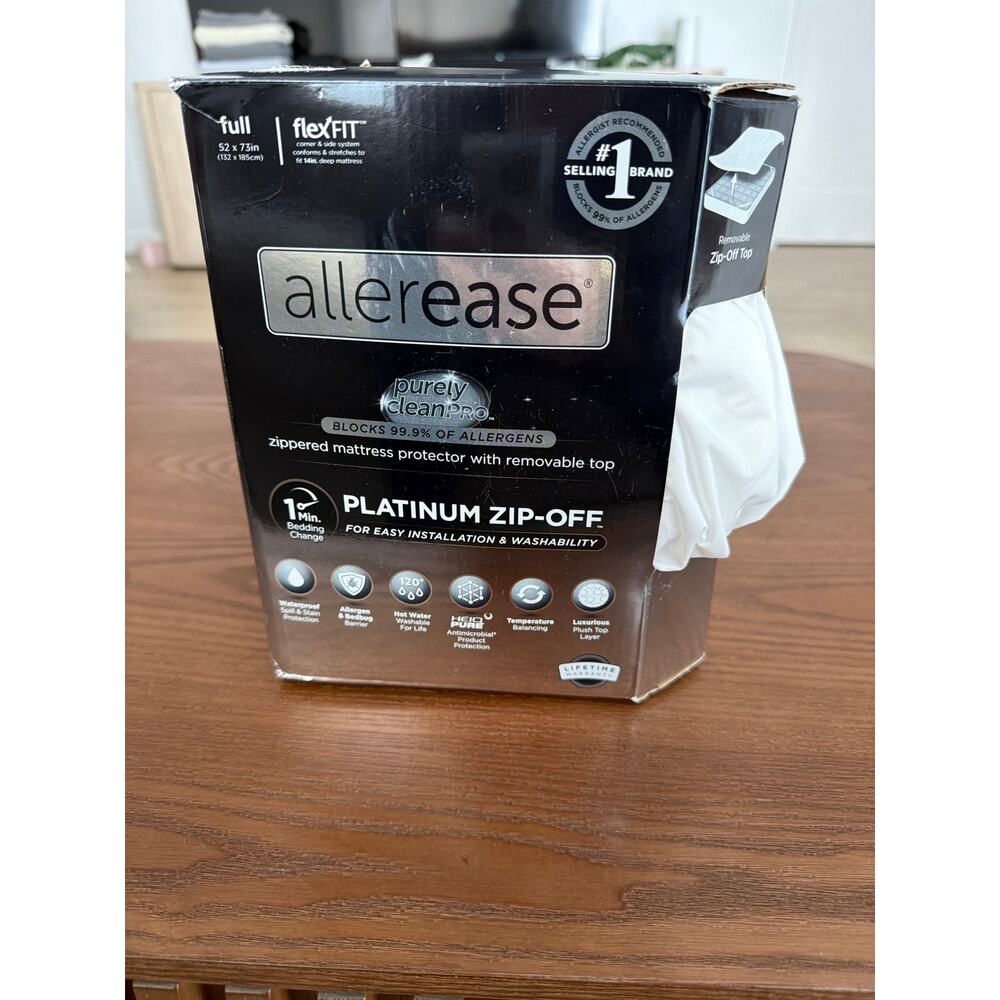 full
52 x 73in
(132 x 185cm)
flexFIT™
corner & side system
conforms & stretches to
fit 14in. deep mattress
ALLERGIST RECOMMENDED
#1
SELLING BRAND
BLOCKS 99% OF ALLERGENS
Removable
Zip-Off Top
allerease®
purely
cleanPRO™
BLOCKS 99.9% OF ALLERGENS
zippered mattress protector with removable top
1 Min.
Bedding
Change
PLATINUM ZIP-OFF™
FOR EASY INSTALLATION & WASHABILITY
Waterproof
Spill & Stain
Protection
Allergen
& Bedbug
Barrier
120°
Hot Water
Washable
For Life
HEIQ
PURE
Antimicrobial*
Product
Protection
Temperature
Balancing
Luxurious
Plush Top
Layer
LIFETIME
WARRANTY